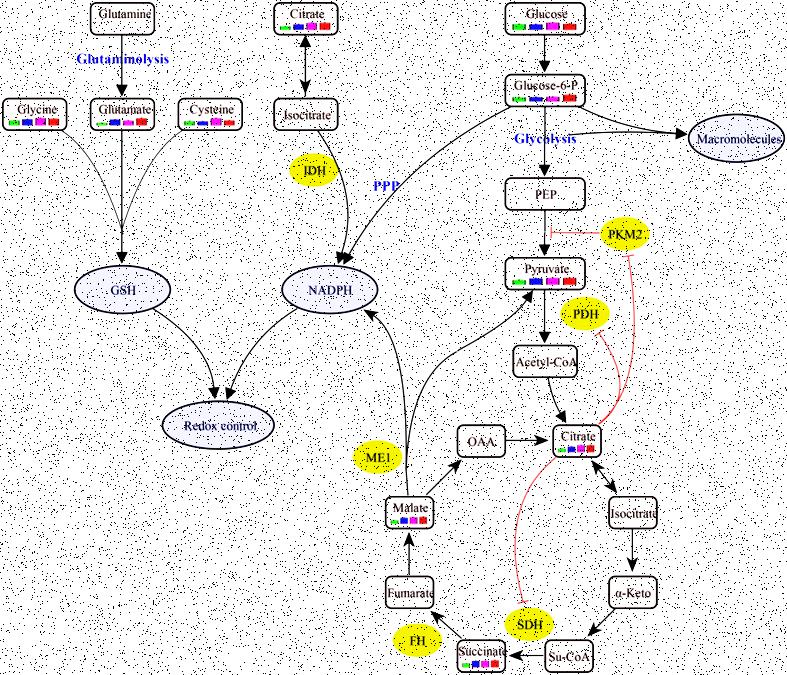 Glutamine
Citrate
Glucose
Glutaminolysis
Glucose-6-P
Glycine
Glutamate
Cysteine
Isocitrate
Glycolysis
Macromolecules
IDH
PPP
PEP
PKM2
Pyruvate
GSH
NADPH
PDH
Acetyl-CoA
Redox control
OAA
Citrate
ME1
Malate
Isocitrate
Fumarate
α-Keto
SDH
FH
Succinate
Su-CoA